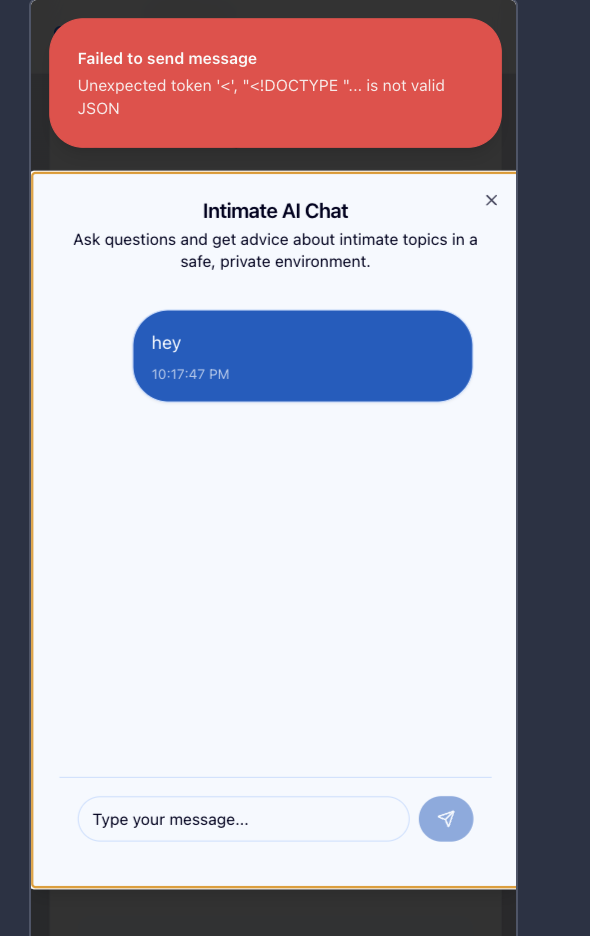 Failed to send message
Unexpected token '<', "<!DOCTYPE "... is not valid
JSON
Intimate AI Chat
Ask questions and get advice about intimate topics in a
safe, private environment.
hey
10:17:47 PM
Type your message...